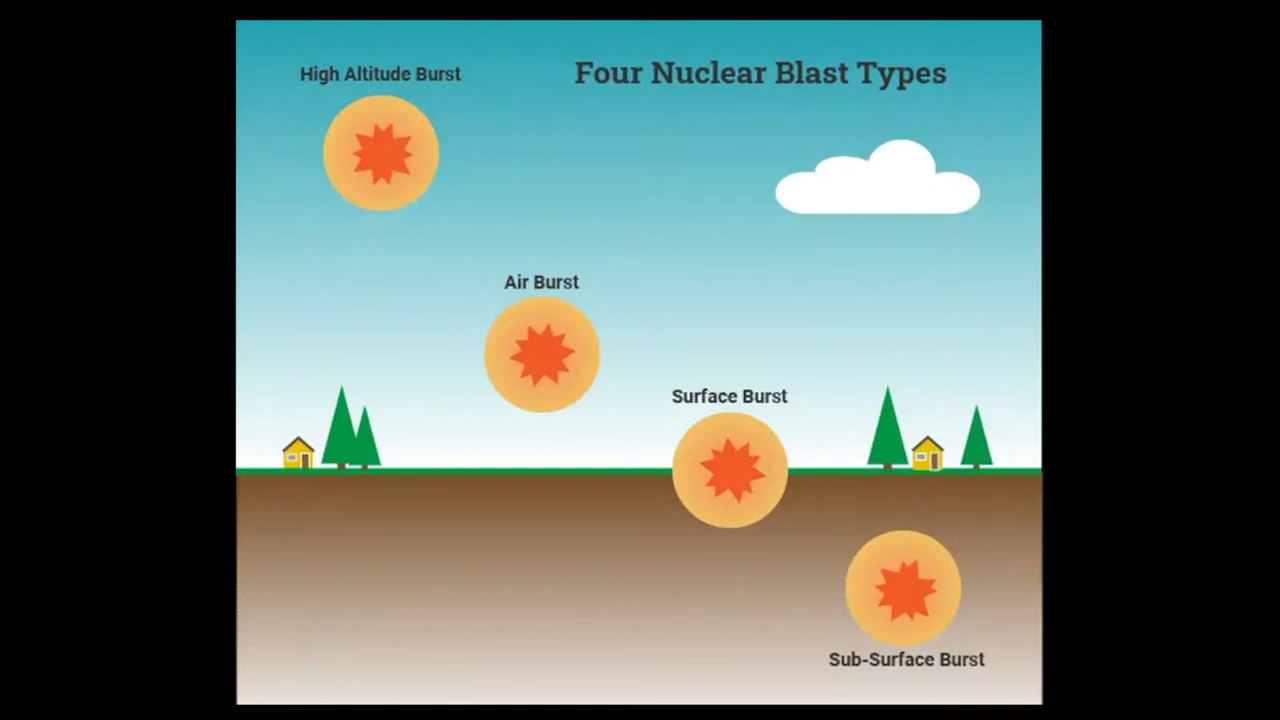 High Altitude Burst
Four Nuclear Blast Types
Air Burst
Surface Burst
Sub-Surface Burst